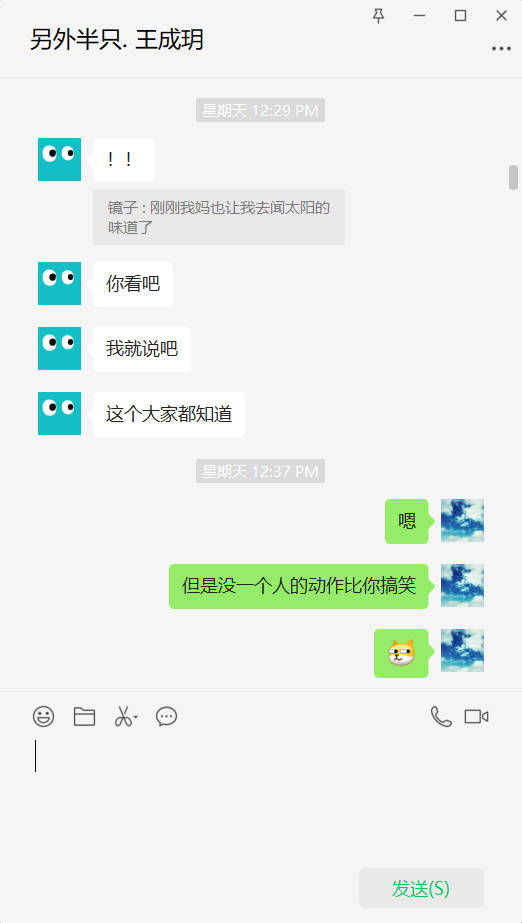 另外半只. 王成玥
星期天 12:29 PM
！！
镜子 : 刚刚我妈也让我去闻太阳的
味道了
你看吧
我就说吧
这个大家都知道
星期天 12:37 PM
嗯
但是没一个人的动作比你搞笑
发送(S)